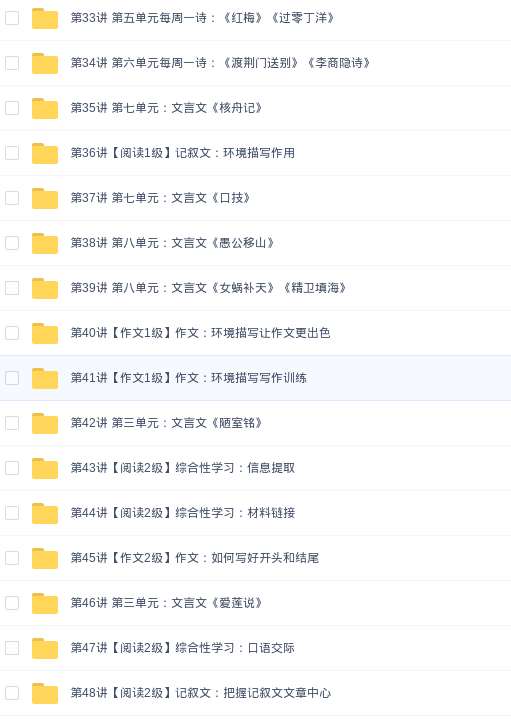 第33讲 第五单元每周一诗：《红梅》《过零丁洋》
第34讲 第六单元每周一诗：《渡荆门送别》《李商隐诗》
第35讲 第七单元：文言文《核舟记》
第36讲【阅读1级】记叙文：环境描写作用
第37讲 第七单元：文言文《口技》
第38讲 第八单元：文言文《愚公移山》
第39讲 第八单元：文言文《女蜗补天》《精卫填海》
第40讲【作文1级】作文：环境描写让作文更出色
第41讲【作文1级】作文：环境描写写作训练
第42讲 第三单元：文言文《陋室铭》
第43讲【阅读2级】综合性学习：信息提取
第44讲【阅读2级】综合性学习：材料链接
第45讲【作文2级】作文：如何写好开头和结尾
第46讲 第三单元：文言文《爱莲说》
第47讲【阅读2级】综合性学习：口语交际
第48讲【阅读2级】记叙文：把握记叙文文章中心